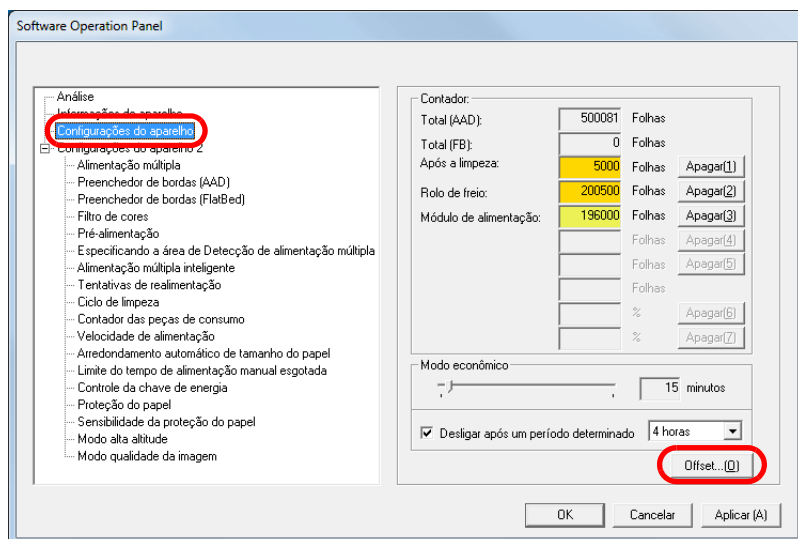 Software Operation Panel
Análise
Informações do aparelho
Configurações do aparelho
Configurações do aparelho 2
Alimentação múltipla
Preenchedor de bordas (AAD)
Preenchedor de bordas (FlatBed)
Filtro de cores
Pré-alimentação
Especificando a área de Detecção de alimentação múltipla
Alimentação múltipla inteligente
Tentativas de realimentação
Ciclo de limpeza
Contador das peças de consumo
Velocidade de alimentação
Arredondamento automático de tamanho do papel
Limite do tempo de alimentação manual esgotada
Controle da chave de energia
Proteção do papel
Sensibilidade da proteção do papel
Modo alta altitude
Modo qualidade da imagem
Contador:
Total (AAD): 500081 Folhas
Total (FB): 0 Folhas
Após a limpeza: 5000 Folhas Apagar(1)
Rolo de freio: 200500 Folhas Apagar(2)
Módulo de alimentação: 196000 Folhas Apagar(3)
Folhas Apagar(4)
Folhas Apagar(5)
Folhas
% Apagar(6)
% Apagar(7)
Modo econômico
15 minutos
Desligar após um período determinado 4 horas
Offset...(O)
OK Cancelar Aplicar (A)